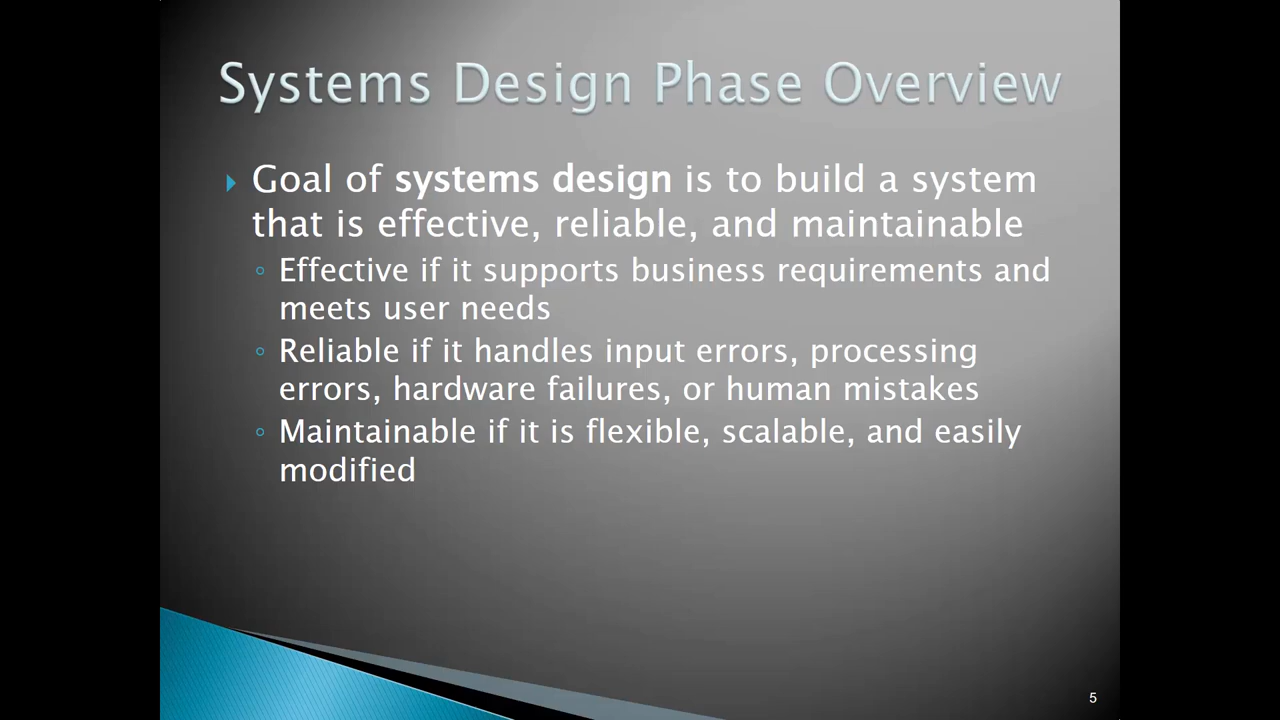 Systems Design Phase Overview
Goal of systems design is to build a system
that is effective, reliable, and maintainable
Effective if it supports business requirements and
meets user needs
Reliable if it handles input errors, processing
errors, hardware failures, or human mistakes
Maintainable if it is flexible, scalable, and easily
modified
5